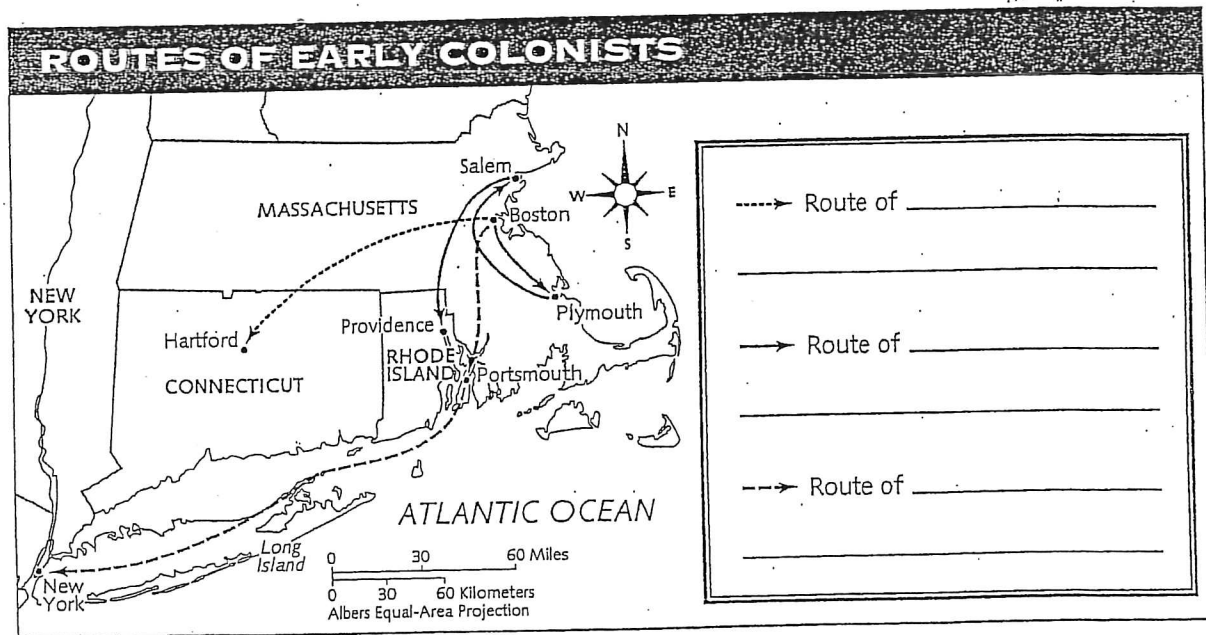 ROUTES OF EARLY COLONISTS
N
W
E
S
Salem
Boston
MASSACHUSETTS
Plymouth
NEW
YORK
Hartford
Providence
RHODE
ISLAND
Portsmouth
CONNECTICUT
ATLANTIC OCEAN
Long
Island
New
York
0 30 60 Miles
0 30 60 Kilometers
Albers Equal-Area Projection
Route of
Route of
Route of